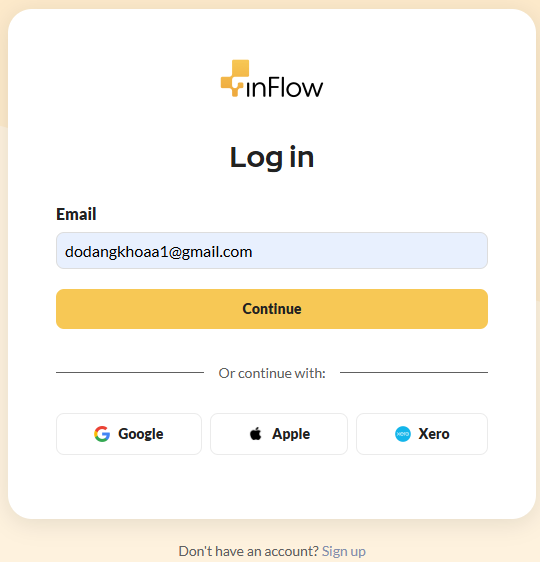 inFlow
Log in
Email
dodangkhoaa1@gmail.com
Continue
Or continue with:
Google
Apple
xero Xero
Don't have an account? Sign up